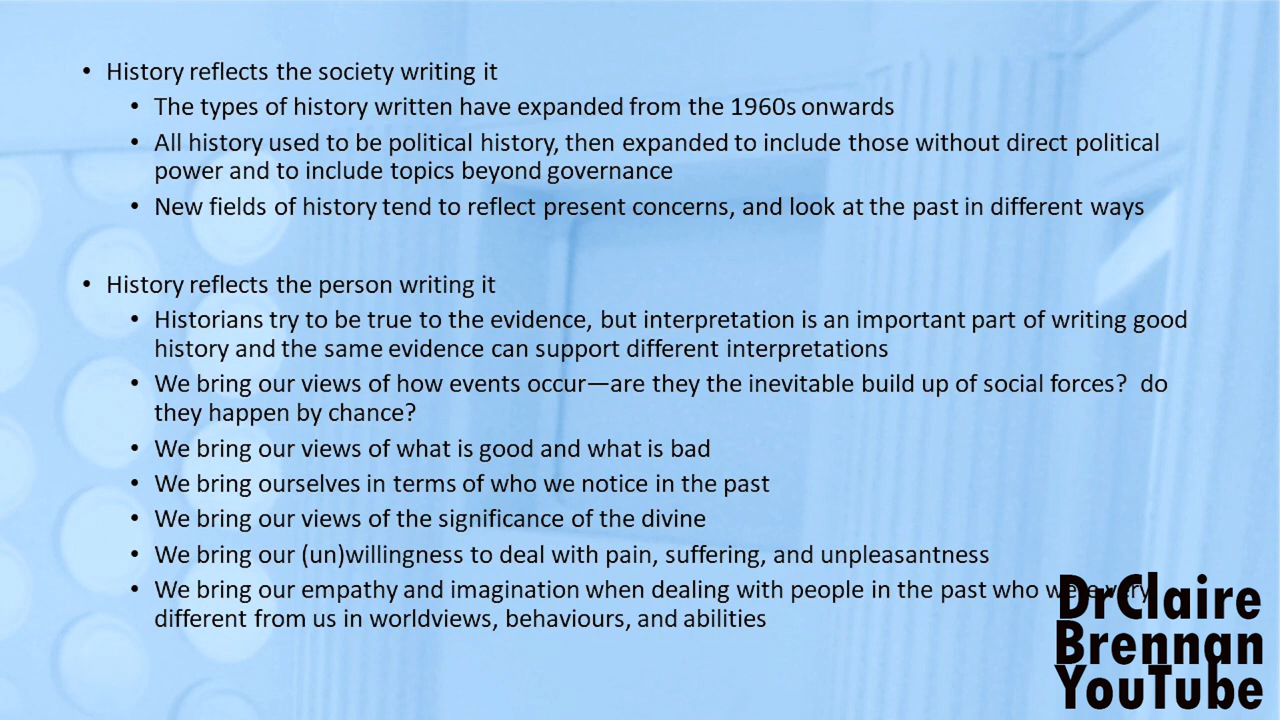 • History reflects the society writing it
• The types of history written have expanded from the 1960s onwards
• All history used to be political history, then expanded to include those without direct political
power and to include topics beyond governance
• New fields of history tend to reflect present concerns, and look at the past in different ways
• History reflects the person writing it
• Historians try to be true to the evidence, but interpretation is an important part of writing good
history and the same evidence can support different interpretations
• We bring our views of how events occur—are they the inevitable build up of social forces?  do
they happen by chance?
• We bring our views of what is good and what is bad
• We bring ourselves in terms of who we notice in the past
• We bring our views of the significance of the divine
• We bring our (un)willingness to deal with pain, suffering, and unpleasantness
• We bring our empathy and imagination when dealing with people in the past who were very
different from us in worldviews, behaviours, and abilities
DrClaire
Brennan
YouTube